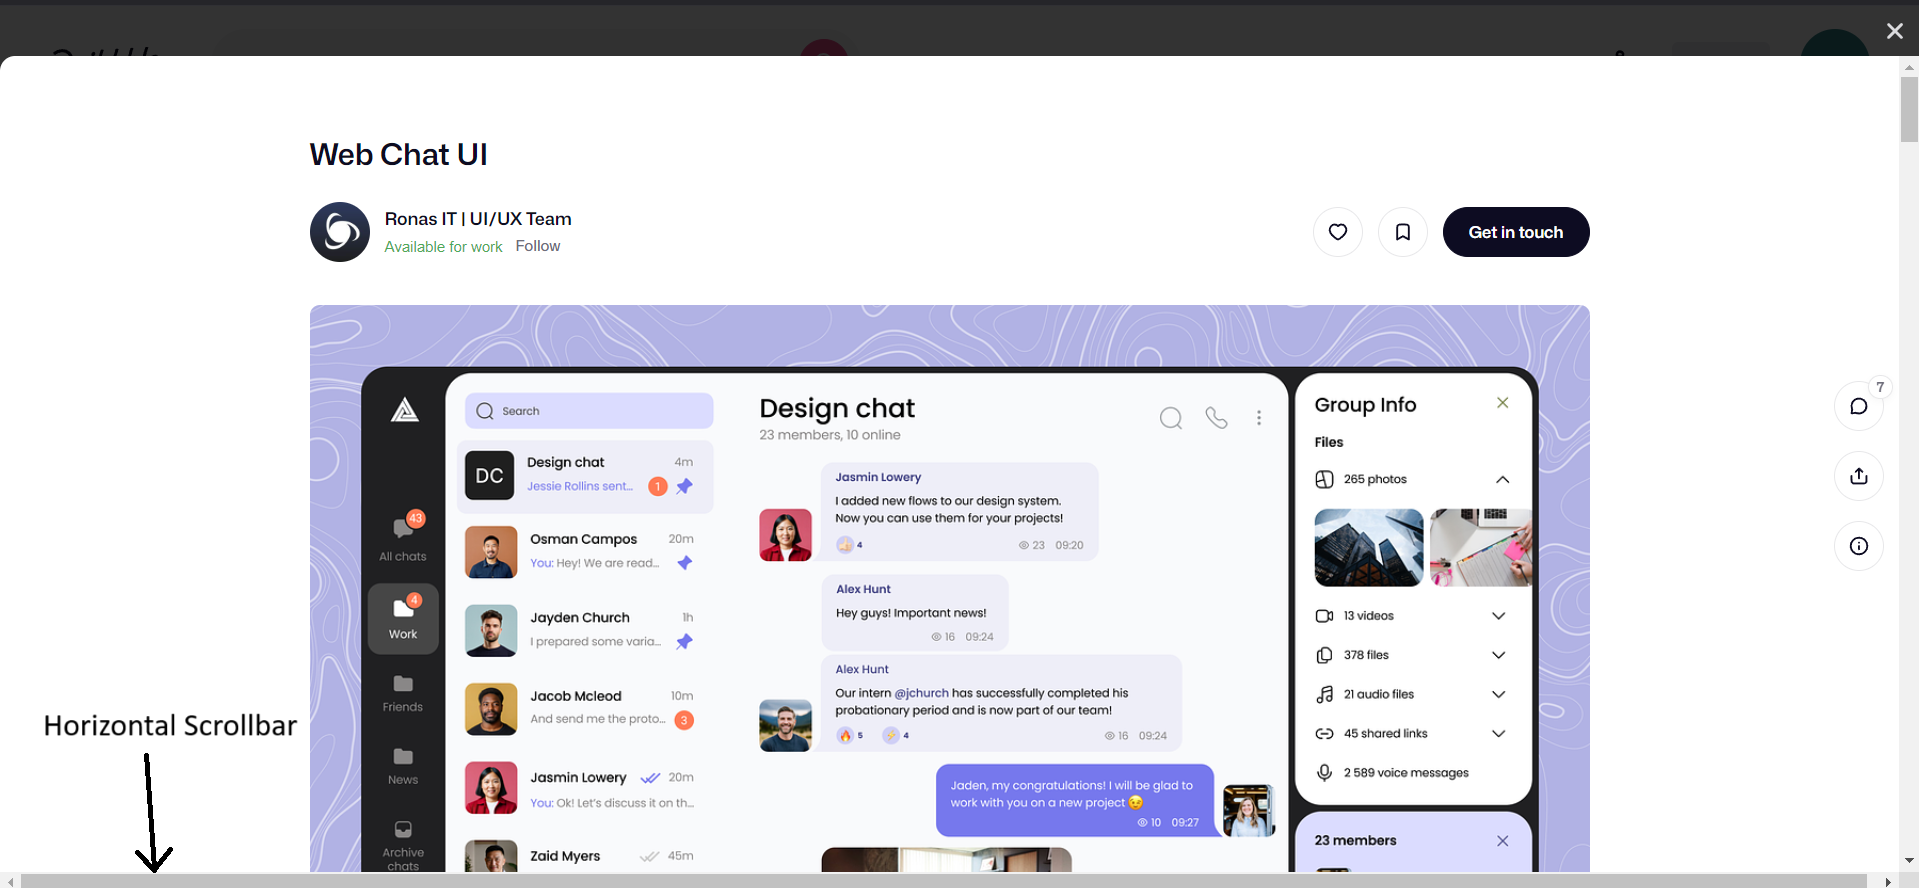 Web Chat UI
Ronas IT | UI/UX Team
Available for work Follow
Get in touch
7
Search
Design chat
4m
DC
Jessie Rollins sent...
1
Osman Campos
20m
You: Hey! We are read...
Jayden Church
1h
I prepared some varia...
Jacob Mcleod
10m
And send me the proto...
3
Jasmin Lowery
20m
You: Ok! Let's discuss it on th...
Zaid Myers
45m
43
All chats
4
Work
Friends
News
Archive
chats
Design chat
23 members, 10 online
Jasmin Lowery
I added new flows to our design system.
Now you can use them for your projects!
4
23 09:20
Alex Hunt
Hey guys! Important news!
16 09:24
Alex Hunt
Our intern @jchurch has successfully completed his
probationary period and is now part of our team!
5 4
16 09:24
Jaden, my congratulations! I will be glad to
work with you on a new project 😉
10 09:27
Group Info
Files
265 photos
13 videos
378 files
21 audio files
45 shared links
2 589 voice messages
23 members
Horizontal Scrollbar